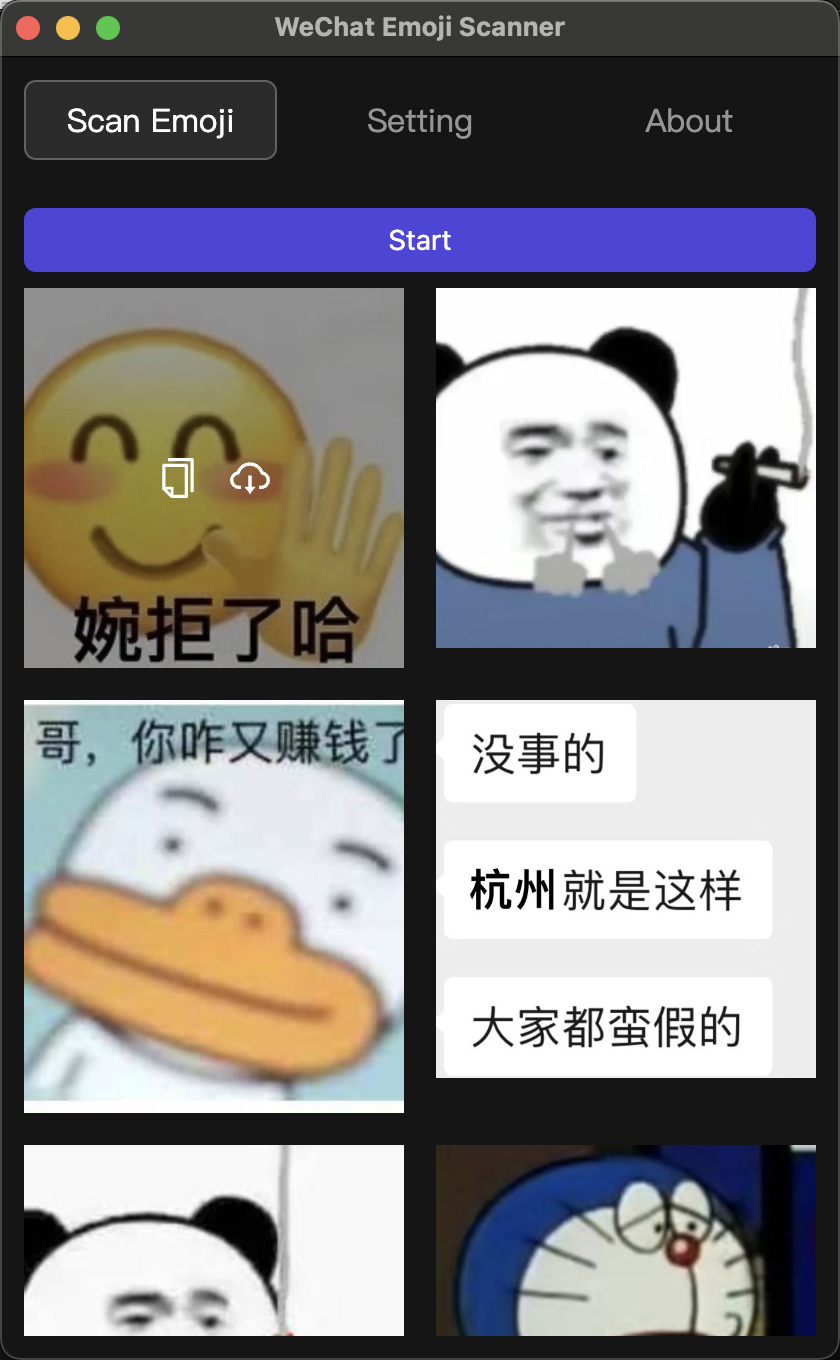 WeChat Emoji Scanner
Scan Emoji
Setting
About
Start
婉拒了哈
哥，你咋又赚钱了
没事的
杭州就是这样
大家都蛮假的